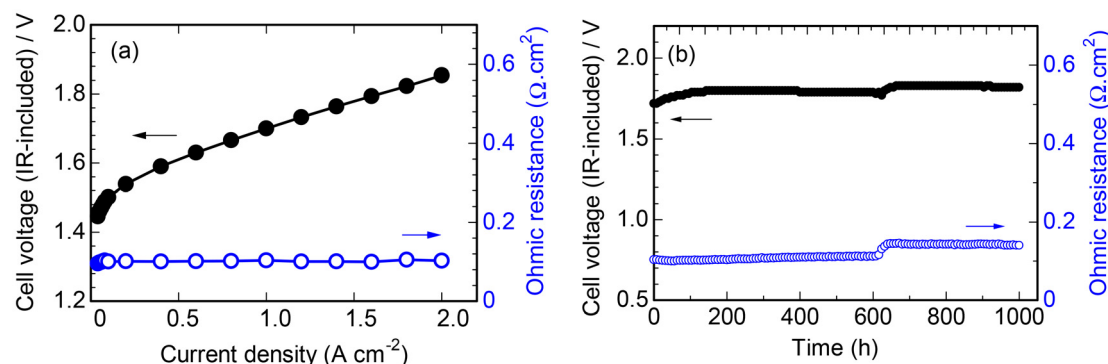 (a)
Cell voltage (IR-included) / V
2.0
1.8
1.6
1.4
1.2
0 0.5 1.0 1.5 2.0
Current density (A cm-2)
0.6
0.4
0.2
0
Ohmic resistance (Ω.cm2)
(b)
Cell voltage (IR-included) / V
2.0
1.5
1.0
0.5
0 200 400 600 800 1000
Time (h)
0.6
0.4
0.2
0
Ohmic resistance (Ω.cm2)